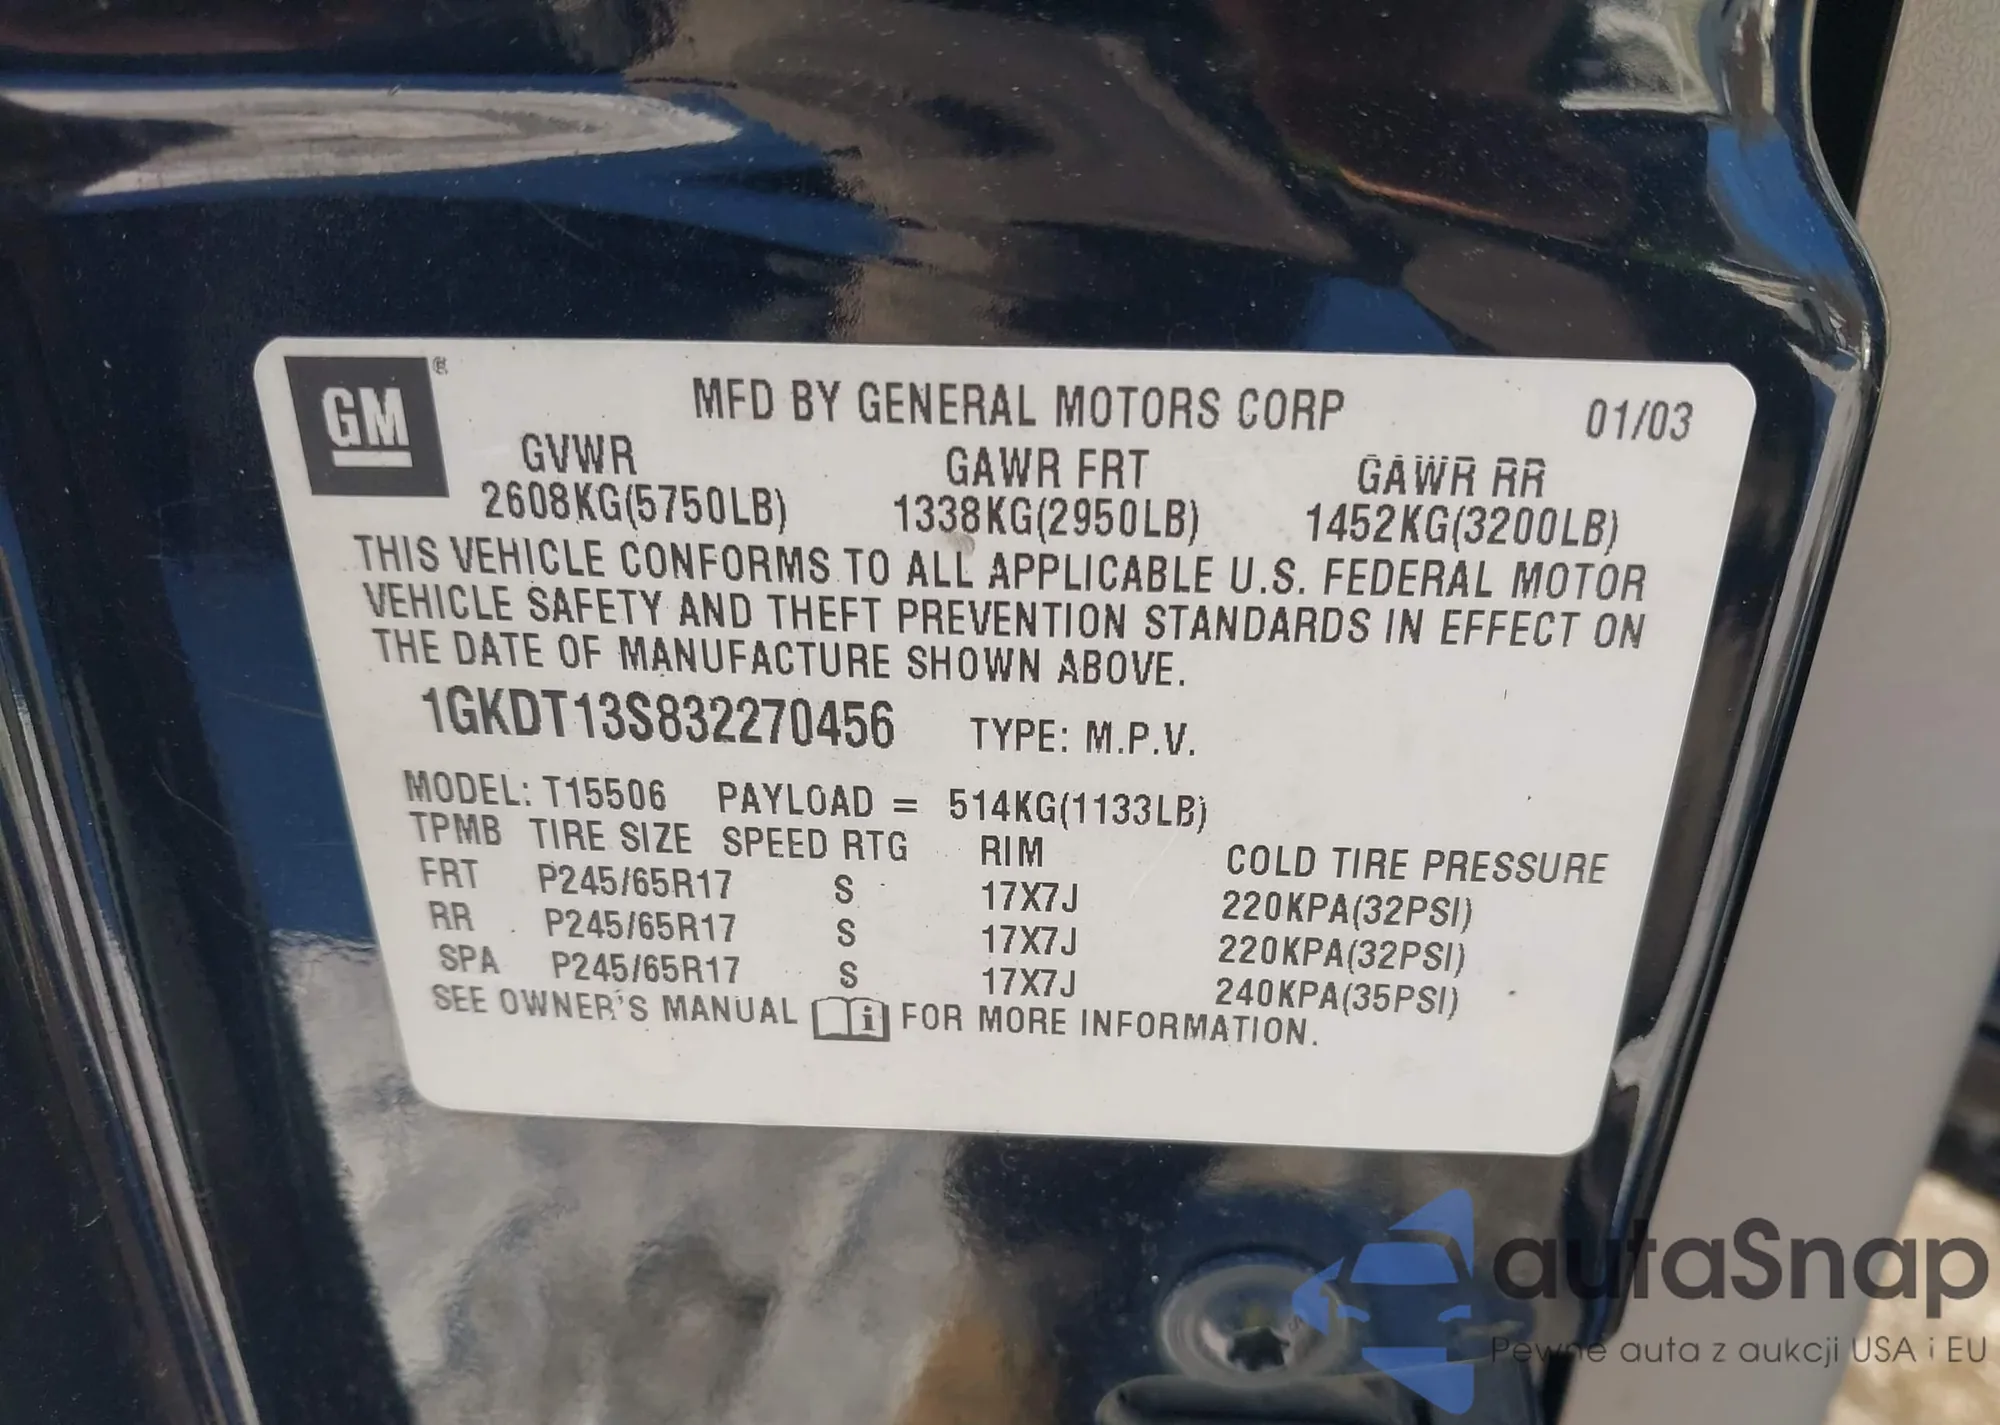 GM ®
MFD BY GENERAL MOTORS CORP 01/03
GVWR GAWR FRT GAWR RR
2608KG(5750LB) 1338KG(2950LB) 1452KG(3200LB)
THIS VEHICLE CONFORMS TO ALL APPLICABLE U.S. FEDERAL MOTOR
VEHICLE SAFETY AND THEFT PREVENTION STANDARDS IN EFFECT ON
THE DATE OF MANUFACTURE SHOWN ABOVE.
1GKDT13S832270456 TYPE: M.P.V.
MODEL: T15506 PAYLOAD = 514KG(1133LB)
TPMB TIRE SIZE SPEED RTG RIM COLD TIRE PRESSURE
FRT P245/65R17 S 17X7J 220KPA(32PSI)
RR P245/65R17 S 17X7J 220KPA(32PSI)
SPA P245/65R17 S 17X7J 240KPA(35PSI)
SEE OWNER'S MANUAL i FOR MORE INFORMATION.
autaSnap
Pewne auta z aukcji USA i EU